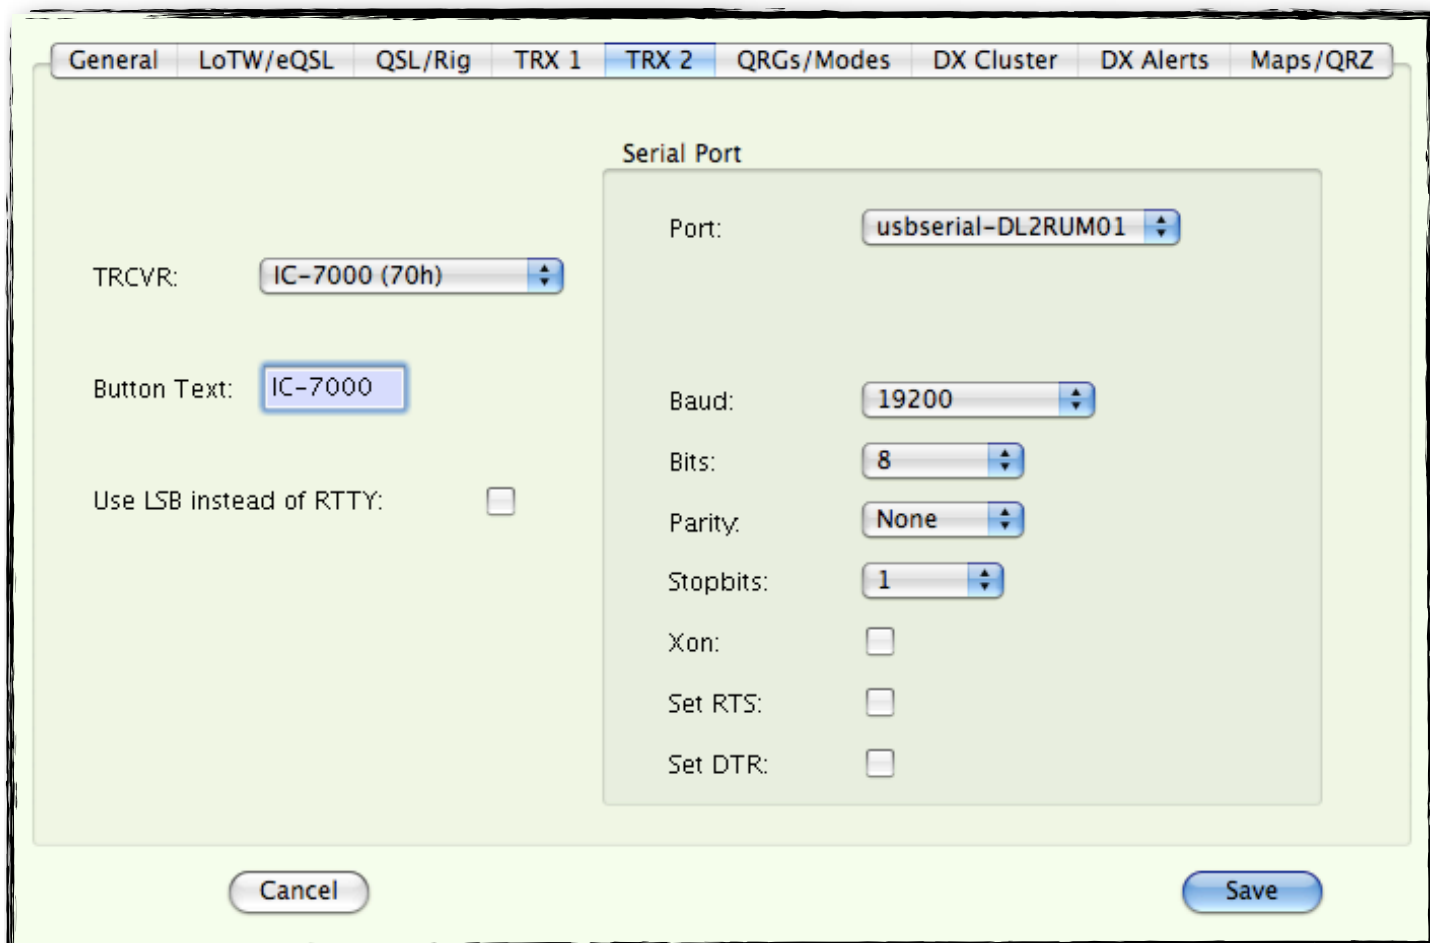 General LoTW/eQSL QSL/Rig TRX 1 TRX 2 QRGs/Modes DX Cluster DX Alerts Maps/QRZ
Serial Port
Port: usbserial-DL2RUM01
TRCVR: IC-7000 (70h)
Button Text: IC-7000
Baud: 19200
Bits: 8
Use LSB instead of RTTY:
Parity: None
Stopbits: 1
Xon:
Set RTS:
Set DTR:
Cancel Save